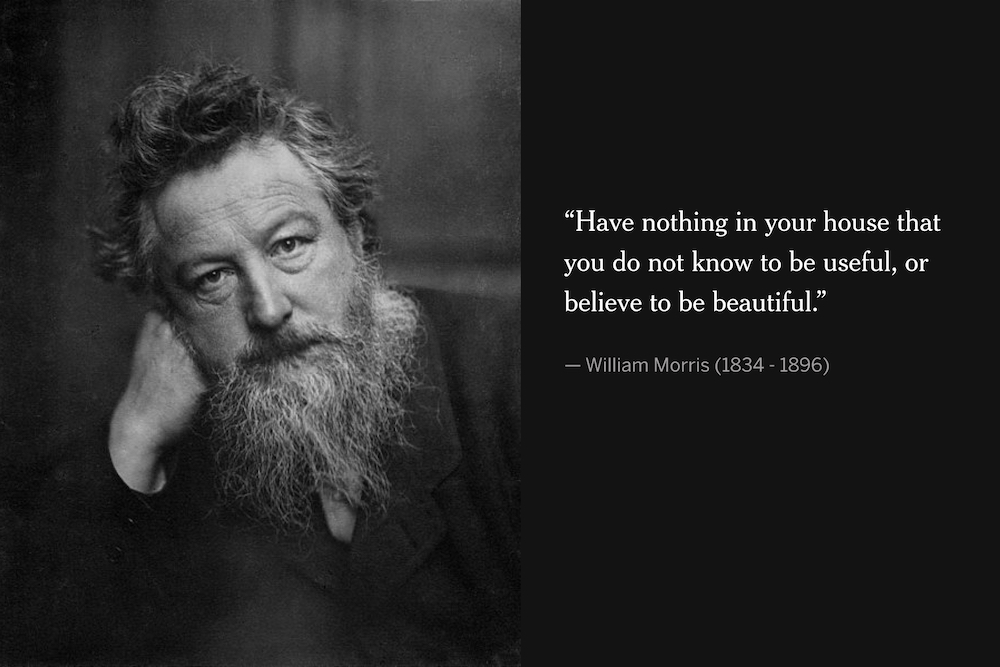 “Have nothing in your house that
you do not know to be useful, or
believe to be beautiful.”
— William Morris (1834 - 1896)